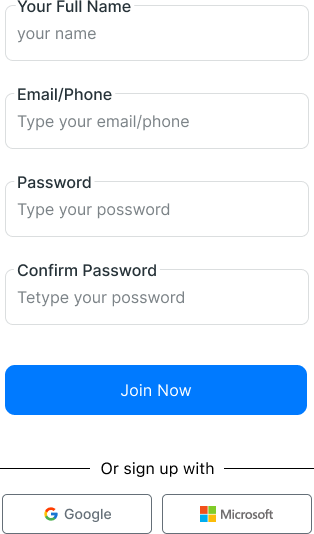 Your Full Name
your name
Email/Phone
Type your email/phone
Password
Type your possword
Confirm Password
Tetype your possword
Join Now
Or sign up with
Google
Microsoft